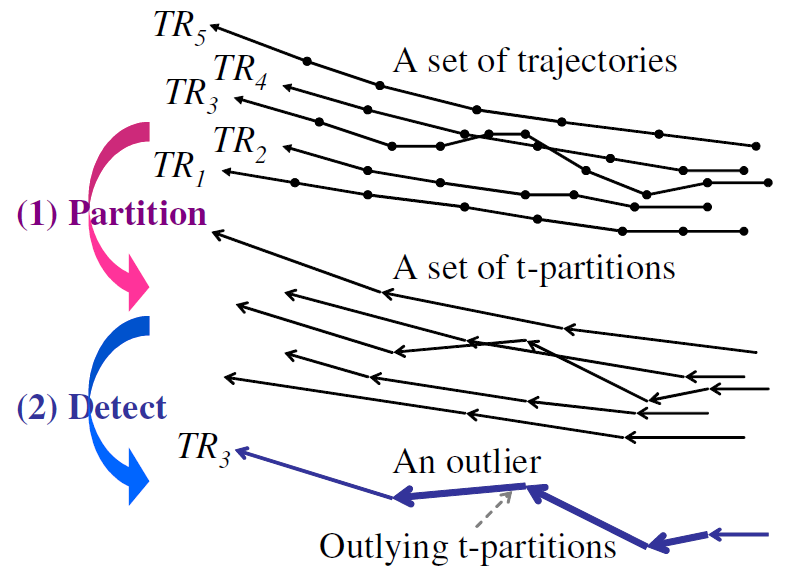 TR5
A set of trajectories
TR4
TR3
TR2
TR1
(1) Partition
A set of t-partitions
(2) Detect
TR3
An outlier
Outlying t-partitions